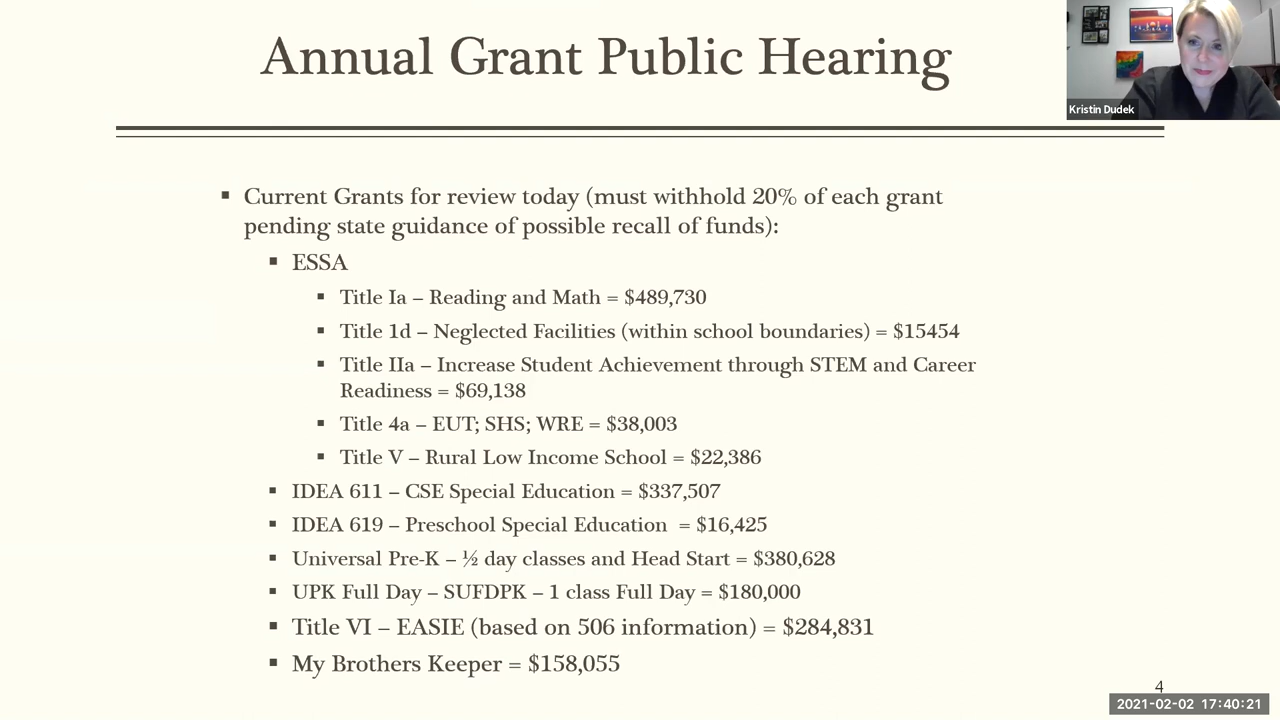 Annual Grant Public Hearing
Kristin Dudek
▪ Current Grants for review today (must withhold 20% of each grant
pending state guidance of possible recall of funds):
▪ ESSA
▪ Title Ia – Reading and Math = $489,730
▪ Title 1d – Neglected Facilities (within school boundaries) = $15454
▪ Title IIa – Increase Student Achievement through STEM and Career
Readiness = $69,138
▪ Title 4a – EUT; SHS; WRE = $38,003
▪ Title V – Rural Low Income School = $22,386
▪ IDEA 611 – CSE Special Education = $337,507
▪ IDEA 619 – Preschool Special Education = $16,425
▪ Universal Pre-K – ½ day classes and Head Start = $380,628
▪ UPK Full Day – SUFDPK – 1 class Full Day = $180,000
▪ Title VI – EASIE (based on 506 information) = $284,831
▪ My Brothers Keeper = $158,055
4
2021-02-02 17:40:21